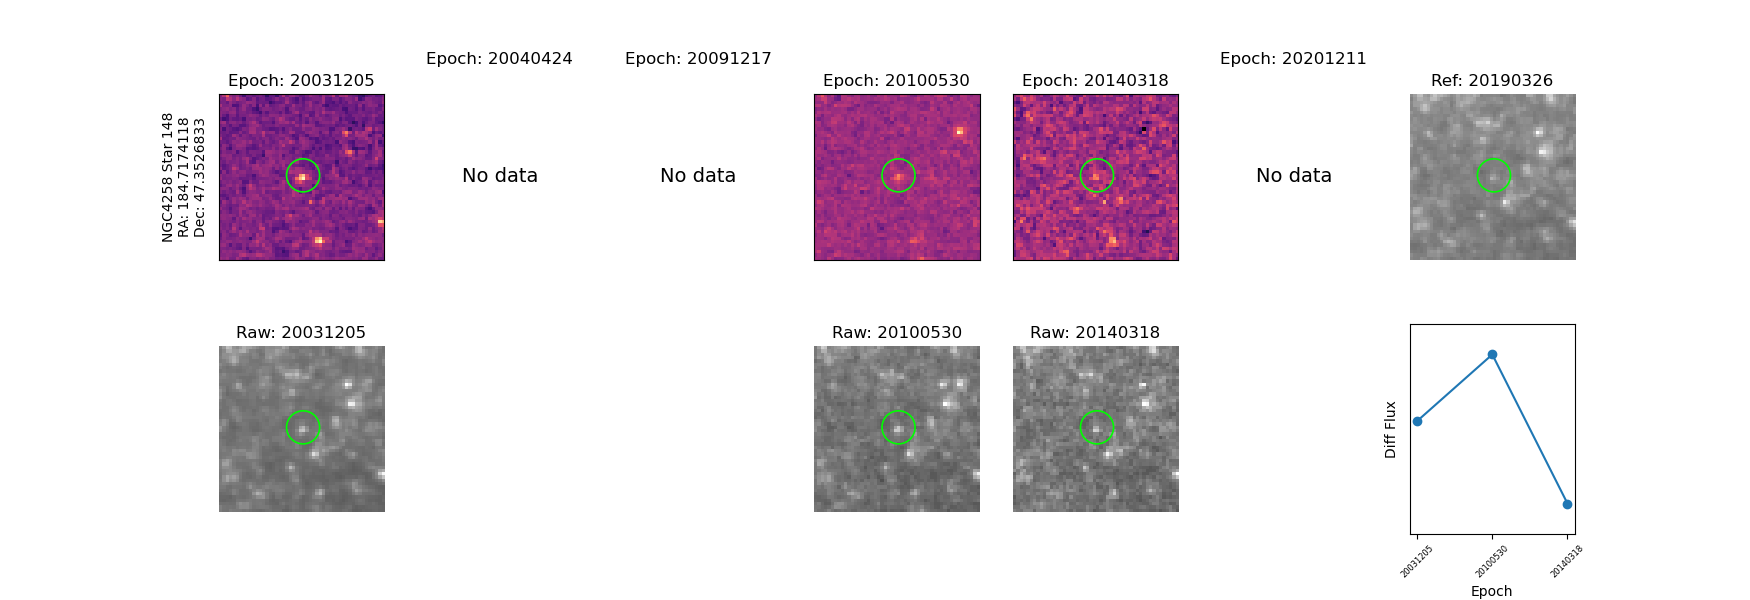 Epoch: 20040424
Epoch: 20091217
Epoch: 20201211
Epoch: 20031205
Epoch: 20100530
Epoch: 20140318
Ref: 20190326
NGC4258 Star 148
RA: 184.7174118
Dec: 47.3526833
No data
No data
No data
Raw: 20031205
Raw: 20100530
Raw: 20140318
Diff Flux
20031205
20100530
20140318
Epoch